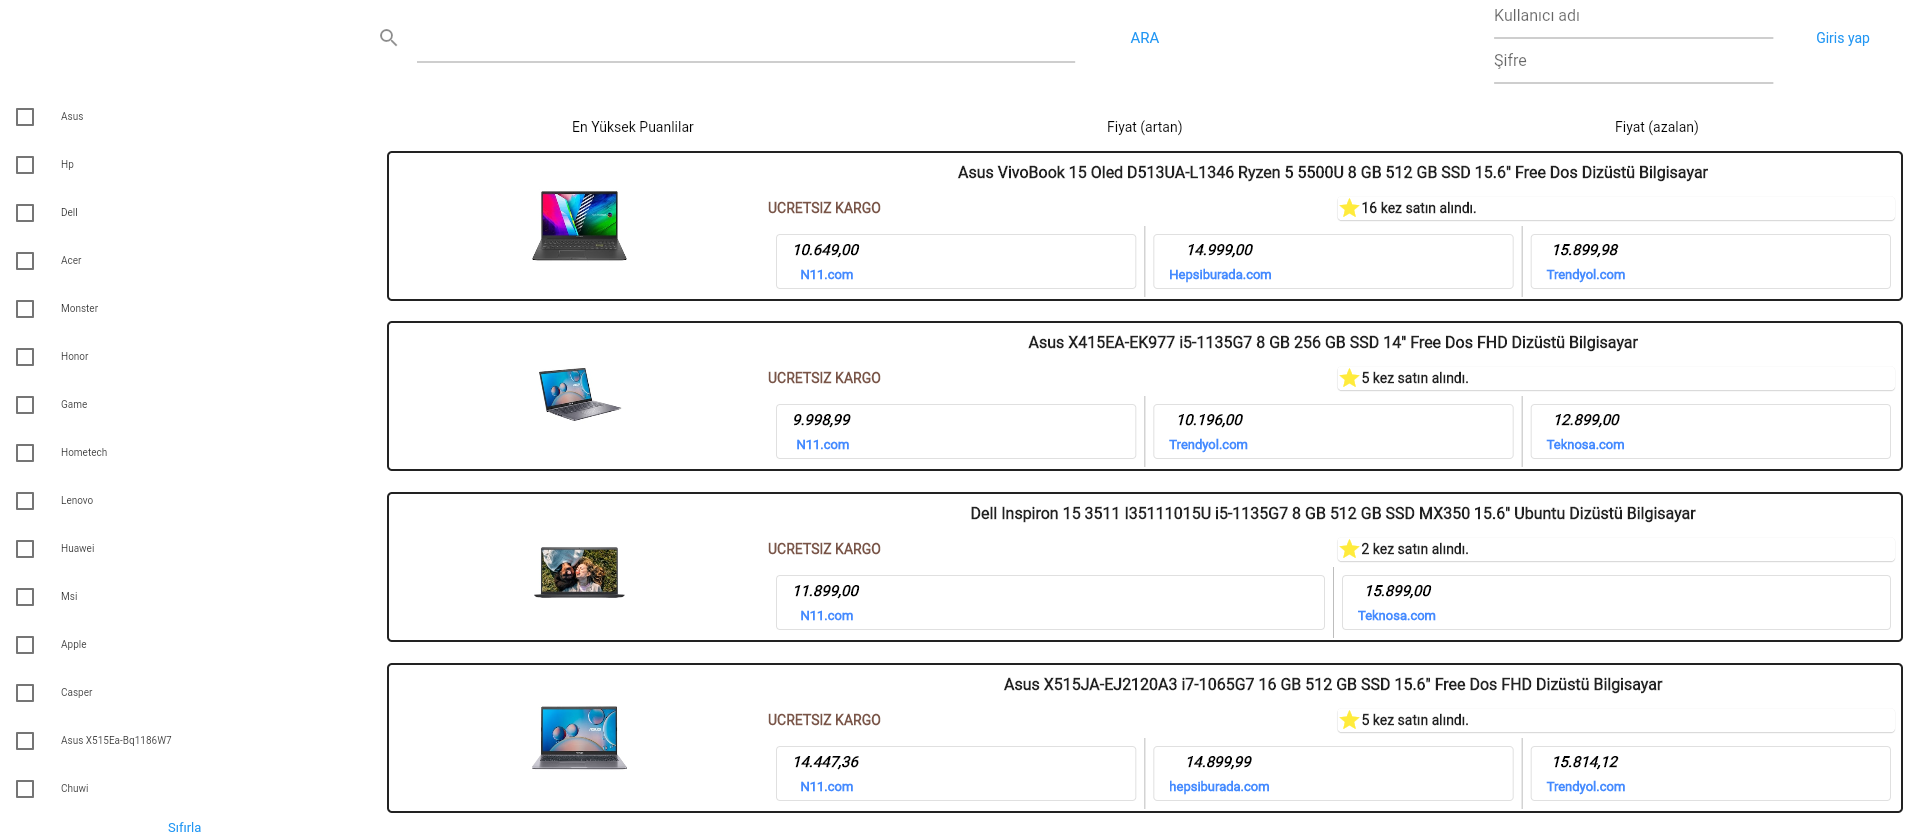 ARA
Kullanıcı adı
Şifre
Giris yap
Asus
Hp
Dell
Acer
Monster
Honor
Game
Hometech
Lenovo
Huawei
Msi
Apple
Casper
Asus X515Ea-Bq1186W7
Chuwi
Sıfırla
En Yüksek Puanlilar
Fiyat (artan)
Fiyat (azalan)
Asus VivoBook 15 Oled D513UA-L1346 Ryzen 5 5500U 8 GB 512 GB SSD 15.6" Free Dos Dizüstü Bilgisayar
UCRETSIZ KARGO
16 kez satın alındı.
10.649,00
N11.com
14.999,00
Hepsiburada.com
15.899,98
Trendyol.com
Asus X415EA-EK977 i5-1135G7 8 GB 256 GB SSD 14" Free Dos FHD Dizüstü Bilgisayar
UCRETSIZ KARGO
5 kez satın alındı.
9.998,99
N11.com
10.196,00
Trendyol.com
12.899,00
Teknosa.com
Dell Inspiron 15 3511 I35111015U i5-1135G7 8 GB 512 GB SSD MX350 15.6" Ubuntu Dizüstü Bilgisayar
UCRETSIZ KARGO
2 kez satın alındı.
11.899,00
N11.com
15.899,00
Teknosa.com
Asus X515JA-EJ2120A3 i7-1065G7 16 GB 512 GB SSD 15.6" Free Dos FHD Dizüstü Bilgisayar
UCRETSIZ KARGO
5 kez satın alındı.
14.447,36
N11.com
14.899,99
hepsiburada.com
15.814,12
Trendyol.com